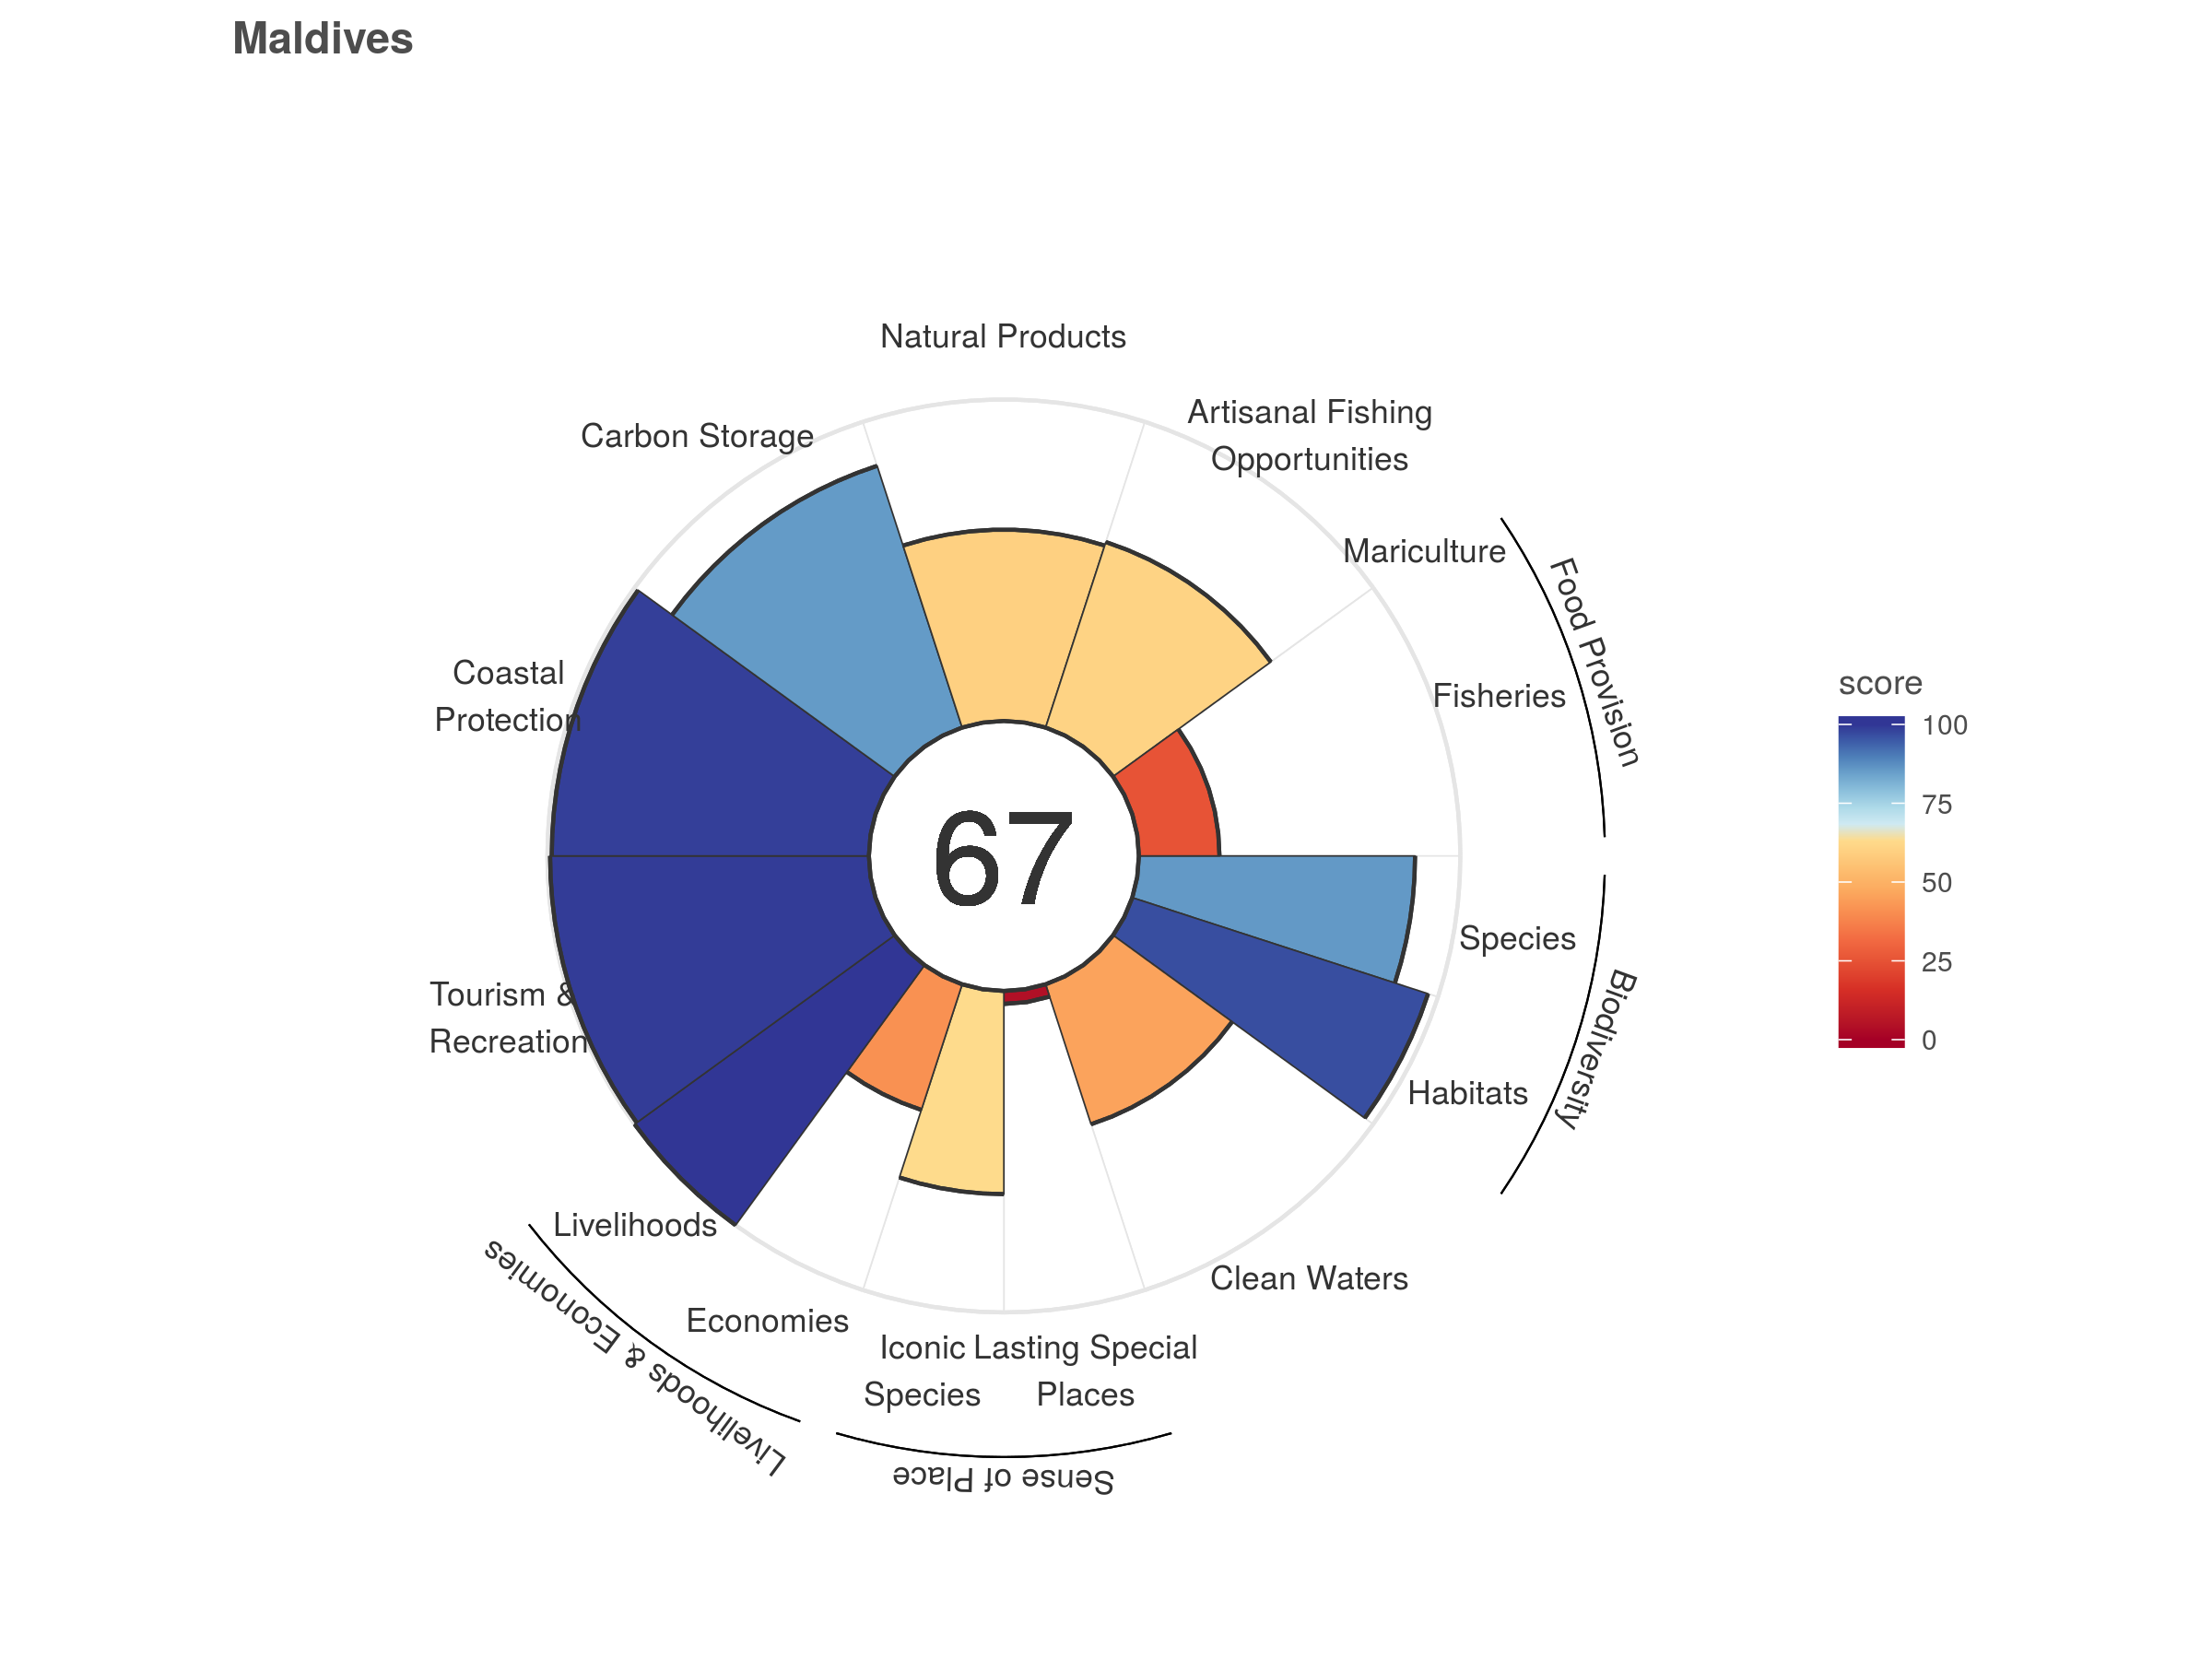 Maldives
Natural Products
Artisanal Fishing
Opportunities
Carbon Storage
Mariculture
Food Provision
Fisheries
Coastal
Protection
67
Species
Biodiversity
Habitats
Tourism &
Recreation
Livelihoods
Livelihoods & Economies
Economies
Clean Waters
Iconic
Species
Lasting Special
Places
Sense of Place
score
100
75
50
25
0